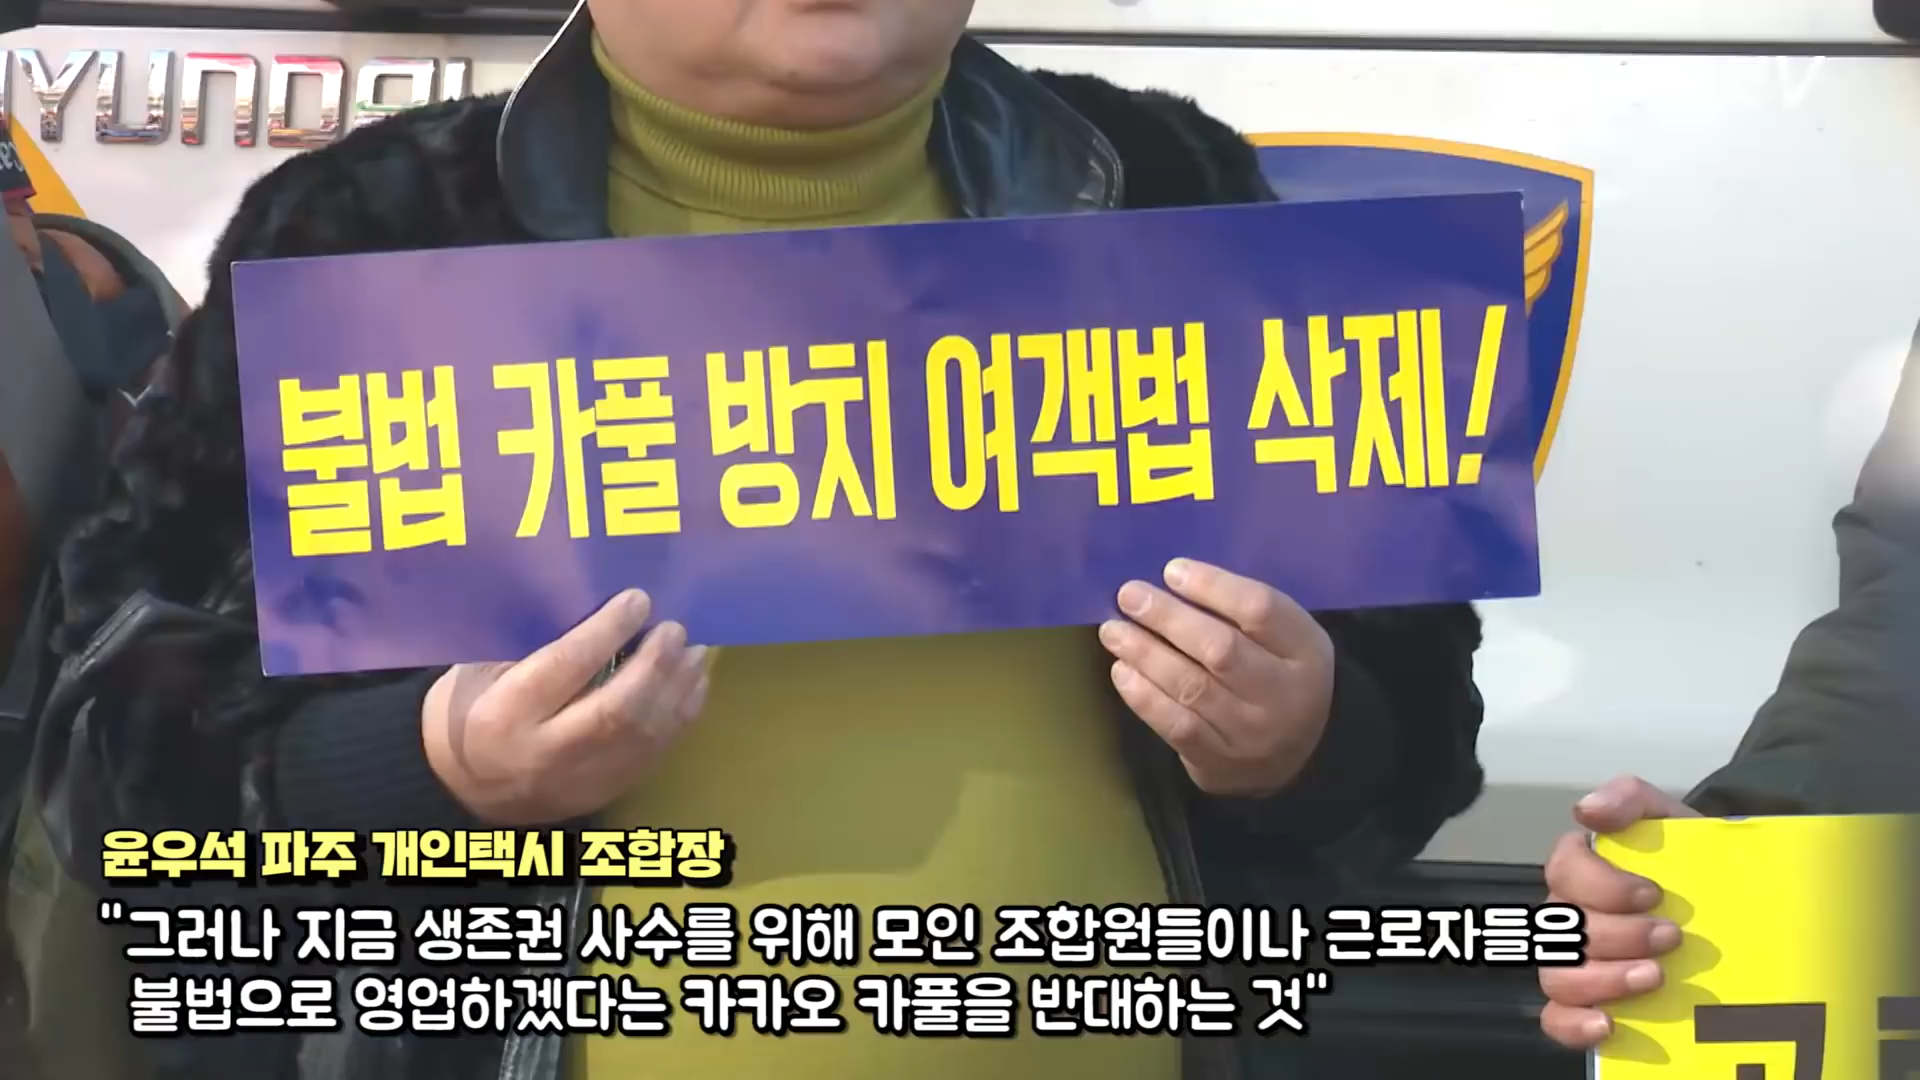 HYUNDAI
불법 카풀 방치 여객법 삭제!
윤우석 파주 개인택시 조합장
"그러나 지금 생존권 사수를 위해 모인 조합원들이나 근로자들은
불법으로 영업하겠다는 카카오 카풀을 반대하는 것"